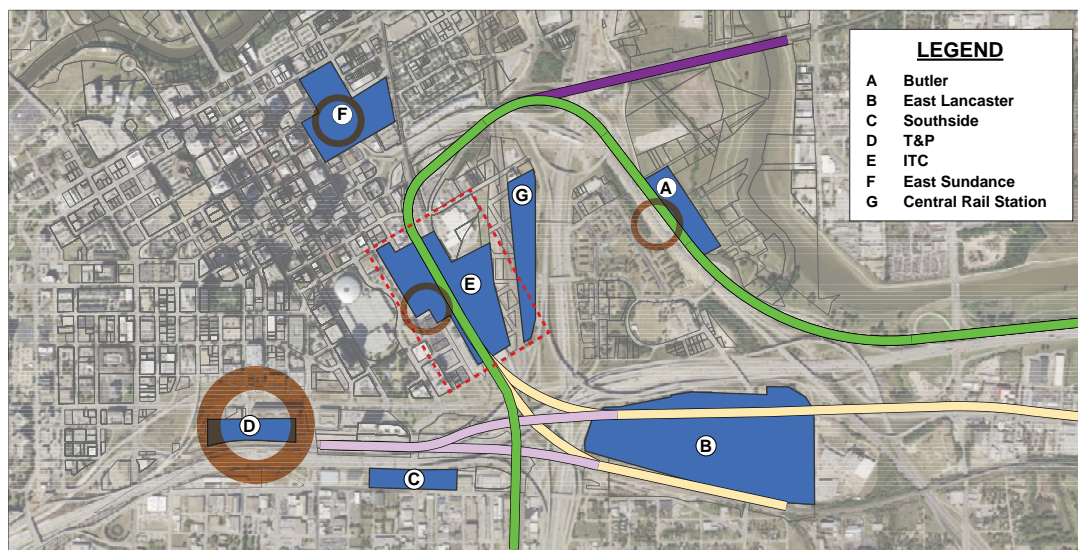 LEGEND
A Butler
B East Lancaster
C Southside
D T&P
E ITC
F East Sundance
G Central Rail Station
F
A
G
E
D
B
C